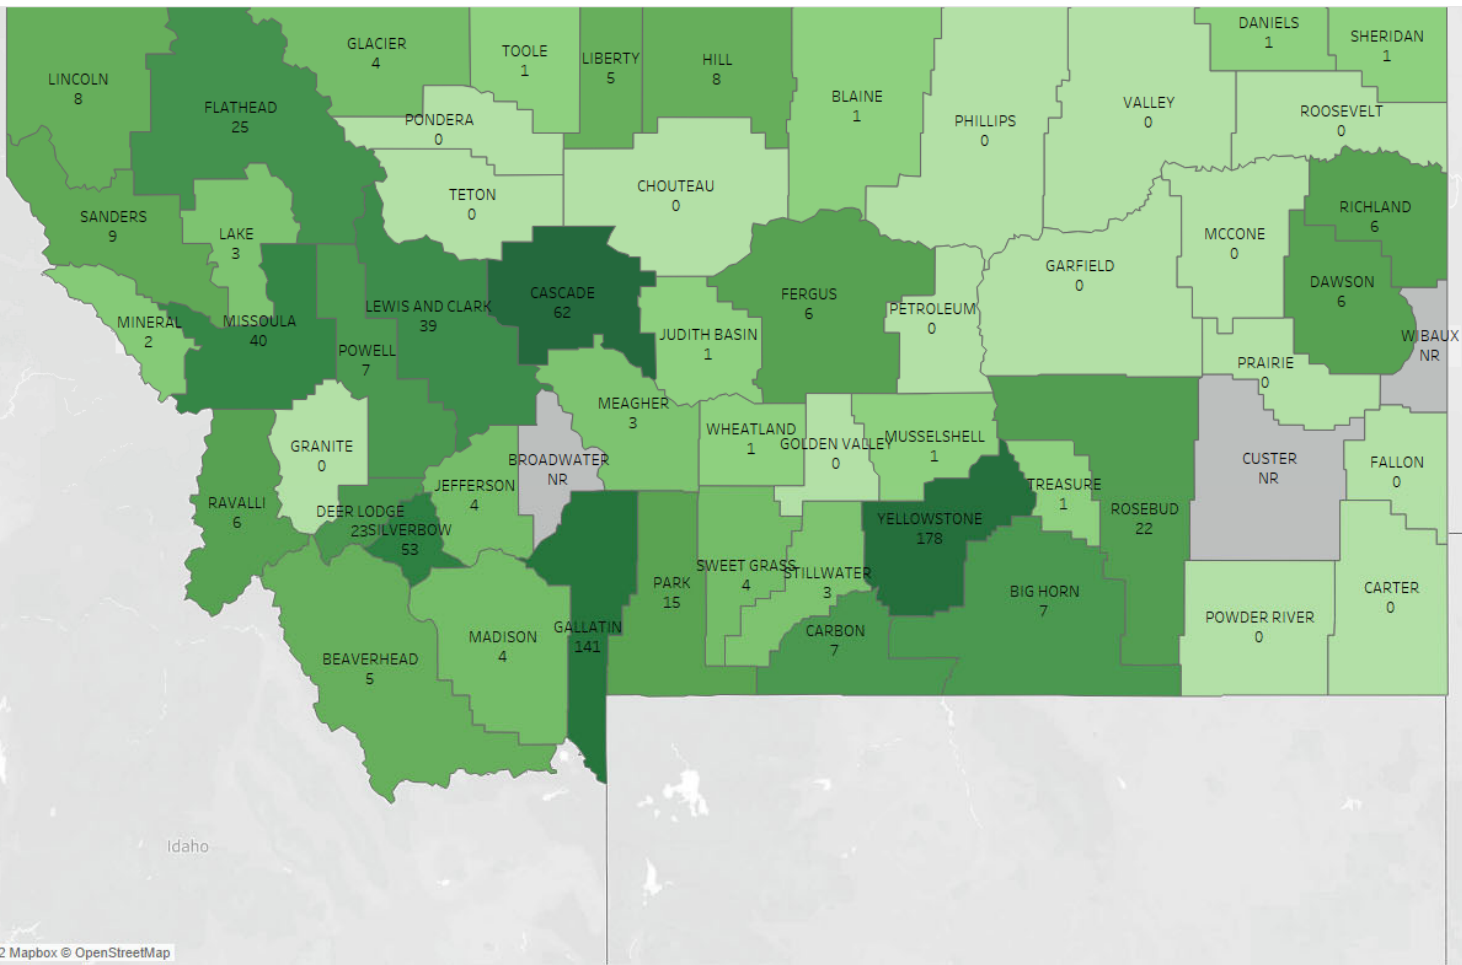 DANIELS
1
SHERIDAN
1
GLACIER
4
TOOLE
1
LIBERTY
5
HILL
8
LINCOLN
8
FLATHEAD
25
BLAINE
1
VALLEY
0
PHILLIPS
0
ROOSEVELT
0
PONDERA
0
TETON
0
CHOUTEAU
0
SANDERS
9
LAKE
3
RICHLAND
6
MCCONE
0
GARFIELD
0
DAWSON
6
CASCADE
62
FERGUS
6
LEWIS AND CLARK
39
PETROLEUM
0
MINERAL
2
MISSOULA
40
JUDITH BASIN
1
WIBAUX
NR
POWELL
7
PRAIRIE
0
MEAGHER
3
WHEATLAND
1
GOLDEN VALLEY
0
MUSSELSHELL
1
GRANITE
0
BROADWATER
NR
CUSTER
NR
FALLON
0
JEFFERSON
4
TREASURE
1
RAVALLI
6
DEER LODGE
23
SILVERBOW
53
ROSEBUD
22
YELLOWSTONE
178
SWEET GRASS
4
STILLWATER
3
PARK
15
BIG HORN
7
CARTER
0
POWDER RIVER
0
GALLATIN
141
CARBON
7
MADISON
4
BEAVERHEAD
5
Idaho
2 Mapbox © OpenStreetMap